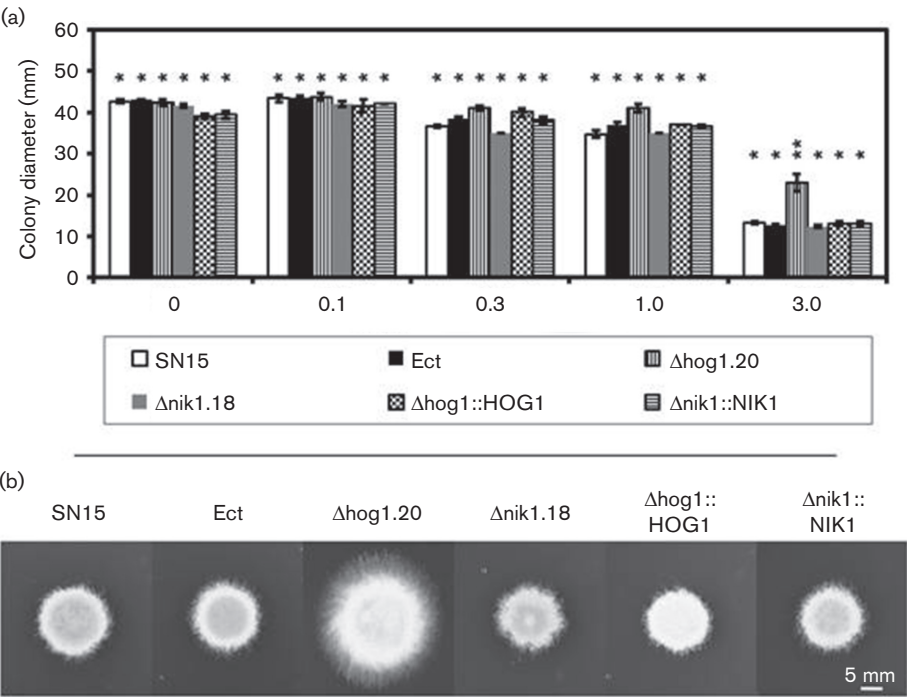 (a)
60
50
40
30
20
10
0
Colony diameter (mm)
* * * * * *
* * * * * *
* * * * * *
* * * * * *
* * ** * * *
0 0.1 0.3 1.0 3.0
SN15 Ect Δhog1.20
Δnik1.18 Δhog1::HOG1 Δnik1::NIK1
(b)
SN15 Ect Δhog1.20 Δnik1.18 Δhog1:: Δnik1::
HOG1 NIK1
5 mm